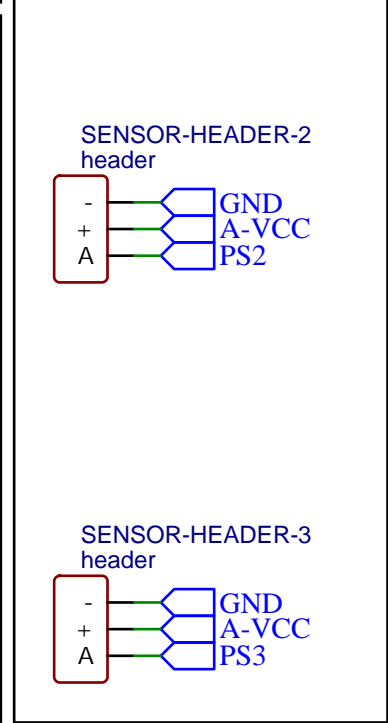 SENSOR-HEADER-2
header
- GND
+ A-VCC
A PS2
SENSOR-HEADER-3
header
- GND
+ A-VCC
A PS3